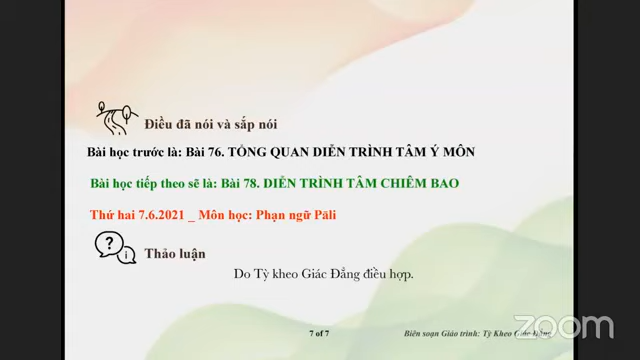 Điều đã nói và sắp nói
Bài học trước là: Bài 76. TỔNG QUAN DIỄN TRÌNH TÂM Ý MÔN
Bài học tiếp theo sẽ là: Bài 78. DIỄN TRÌNH TÂM CHIÊM BAO
Thứ hai 7.6.2021 _ Môn học: Phạn ngữ Pāli
? i
Thảo luận
Do Tỳ kheo Giác Đẳng điều hợp.
7 of 7
Biên soạn Giáo trình: Tỳ Kheo Giác Đẳng
zoom